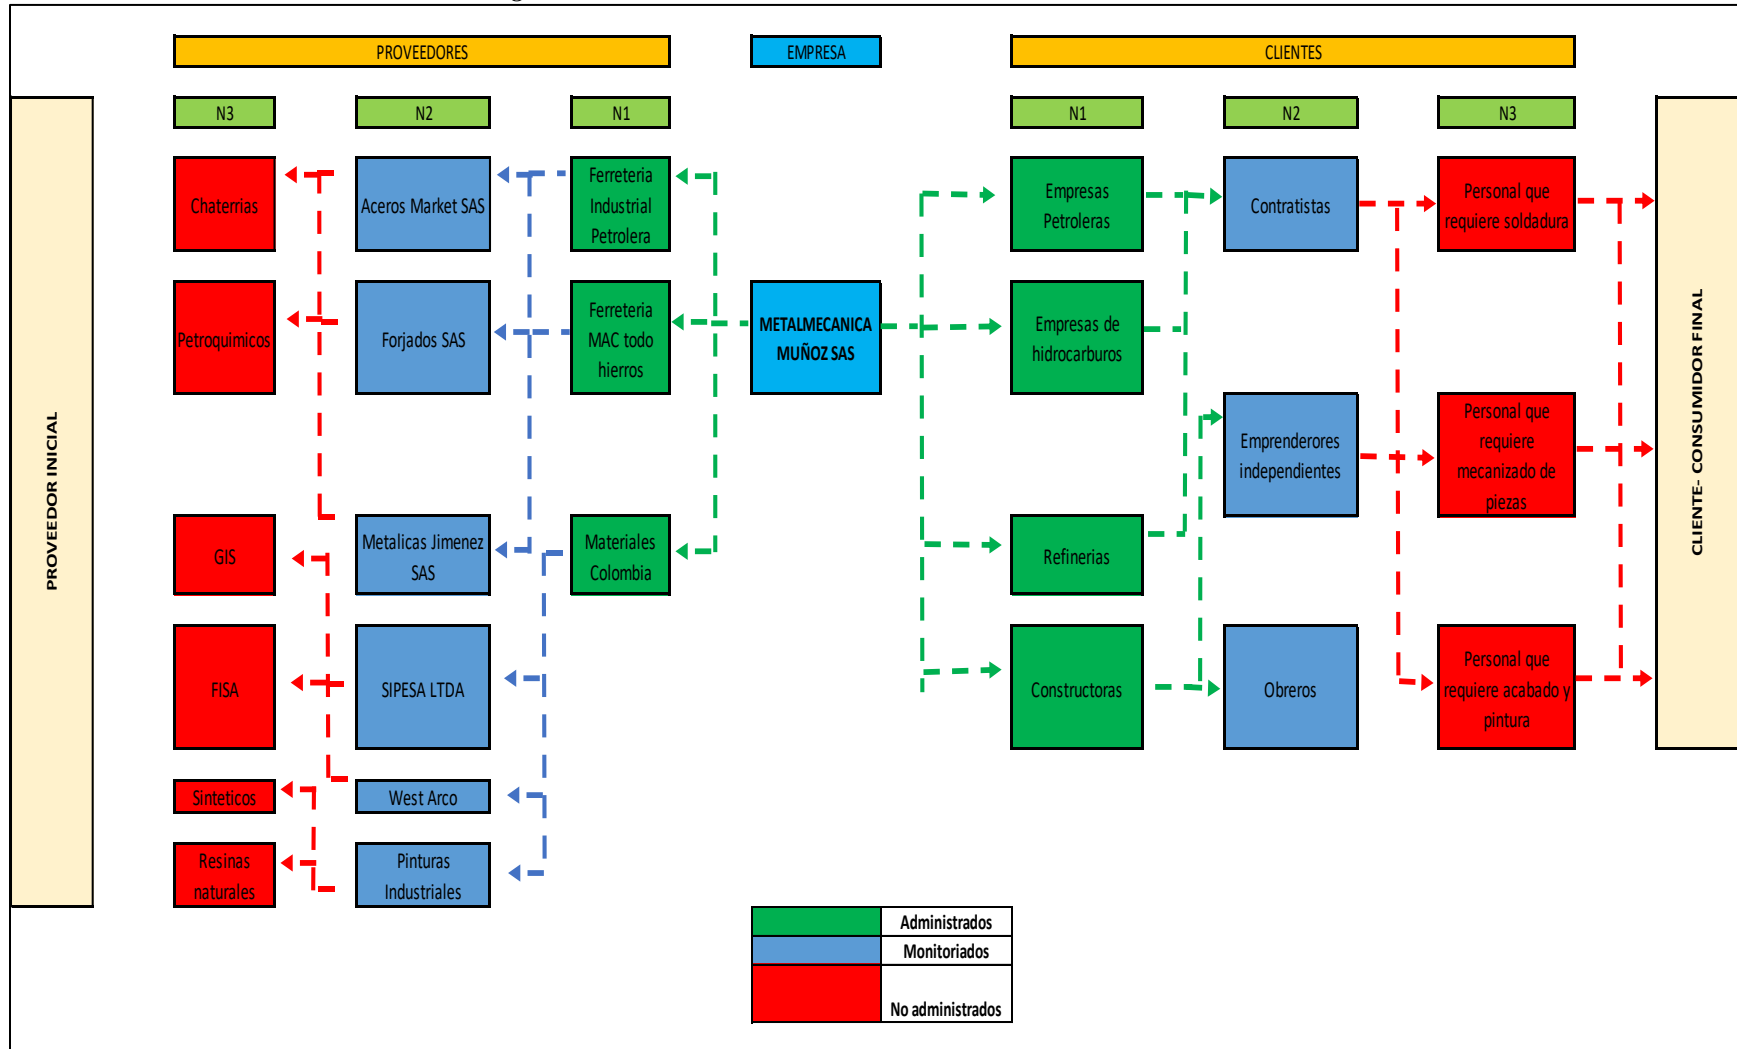 PROVEEDORES
EMPRESA
CLIENTES
N3
N2
N1
N1
N2
N3
PROVEEDOR INICIAL
Chaterrias
Petroquimicos
GIS
FISA
Sinteticos
Resinas
naturales
Aceros Market SAS
Forjados SAS
Metalicas Jimenez
SAS
SIPESA LTDA
West Arco
Pinturas
Industriales
Ferreteria
Industrial
Petrolera
Ferreteria
MAC todo
hierros
Materiales
Colombia
METALMECANICA
MUÑOZ SAS
Empresas
Petroleras
Empresas de
hidrocarburos
Refinerias
Constructoras
Contratistas
Emprenderores
independientes
Obreros
Personal que
requiere soldadura
Personal que
requiere
mecanizado de
piezas
Personal que
requiere acabado y
pintura
CLIENTE- CONSUMIDOR FINAL
Administrados
Monitoriados
No administrados